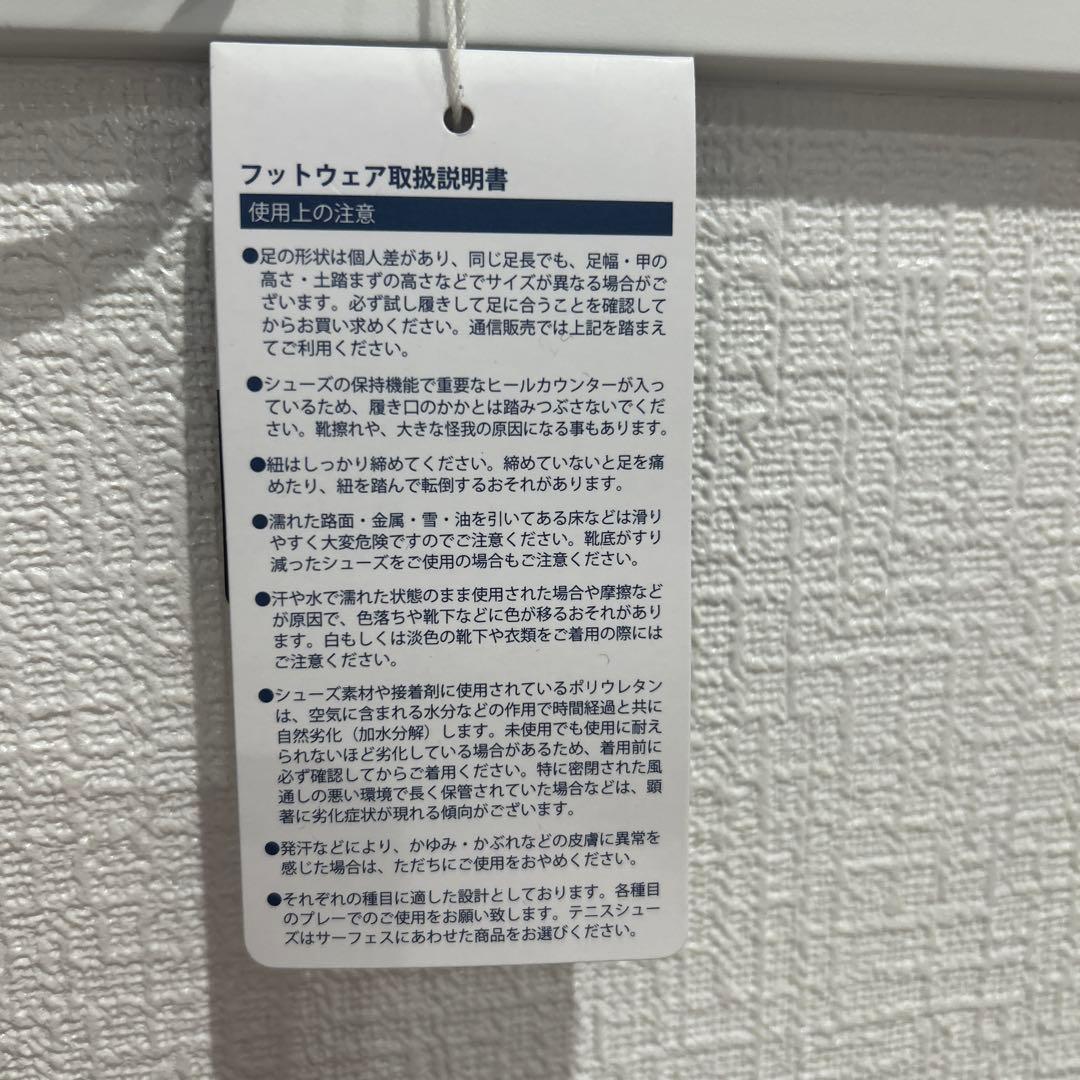 フットウェア取扱説明書
使用上の注意
●足の形状は個人差があり、同じ足長でも、足幅・甲の
高さ・土踏まずの高さなどでサイズが異なる場合がご
ざいます。必ず試し履きして足に合うことを確認して
からお買い求めください。通信販売では上記を踏まえ
てご利用ください。
●シューズの保持機能で重要なヒールカウンターが入っ
ているため、履き口のかかとは踏みつぶさないでくだ
さい。靴擦れや、大きな怪我の原因になる事もあります。
●紐はしっかり締めてください。締めていないと足を痛
めたり、紐を踏んで転倒するおそれがあります。
●濡れた路面・金属・雪・油を引いてある床などは滑り
やすく大変危険ですのでご注意ください。靴底がすり
減ったシューズをご使用の場合もご注意ください。
●汗や水で濡れた状態のまま使用された場合や摩擦など
が原因で、色落ちや靴下などに色が移るおそれがあり
ます。白もしくは淡色の靴下や衣類をご着用の際には
ご注意ください。
●シューズ素材や接着剤に使用されているポリウレタン
は、空気に含まれる水分などの作用で時間経過と共に
自然劣化（加水分解）します。未使用でも使用に耐え
られないほど劣化している場合があるため、着用前に
必ず確認してからご着用ください。特に密閉された風
通しの悪い環境で長く保管されていた場合などは、顕
著に劣化症状が現れる傾向がございます。
●発汗などにより、かゆみ・かぶれなどの皮膚に異常を
感じた場合は、ただちにご使用をおやめください。
●それぞれの種目に適した設計としております。各種目
のプレーでのご使用をお願い致します。テニスシュー
ズはサーフェスにあわせた商品をお選びください。